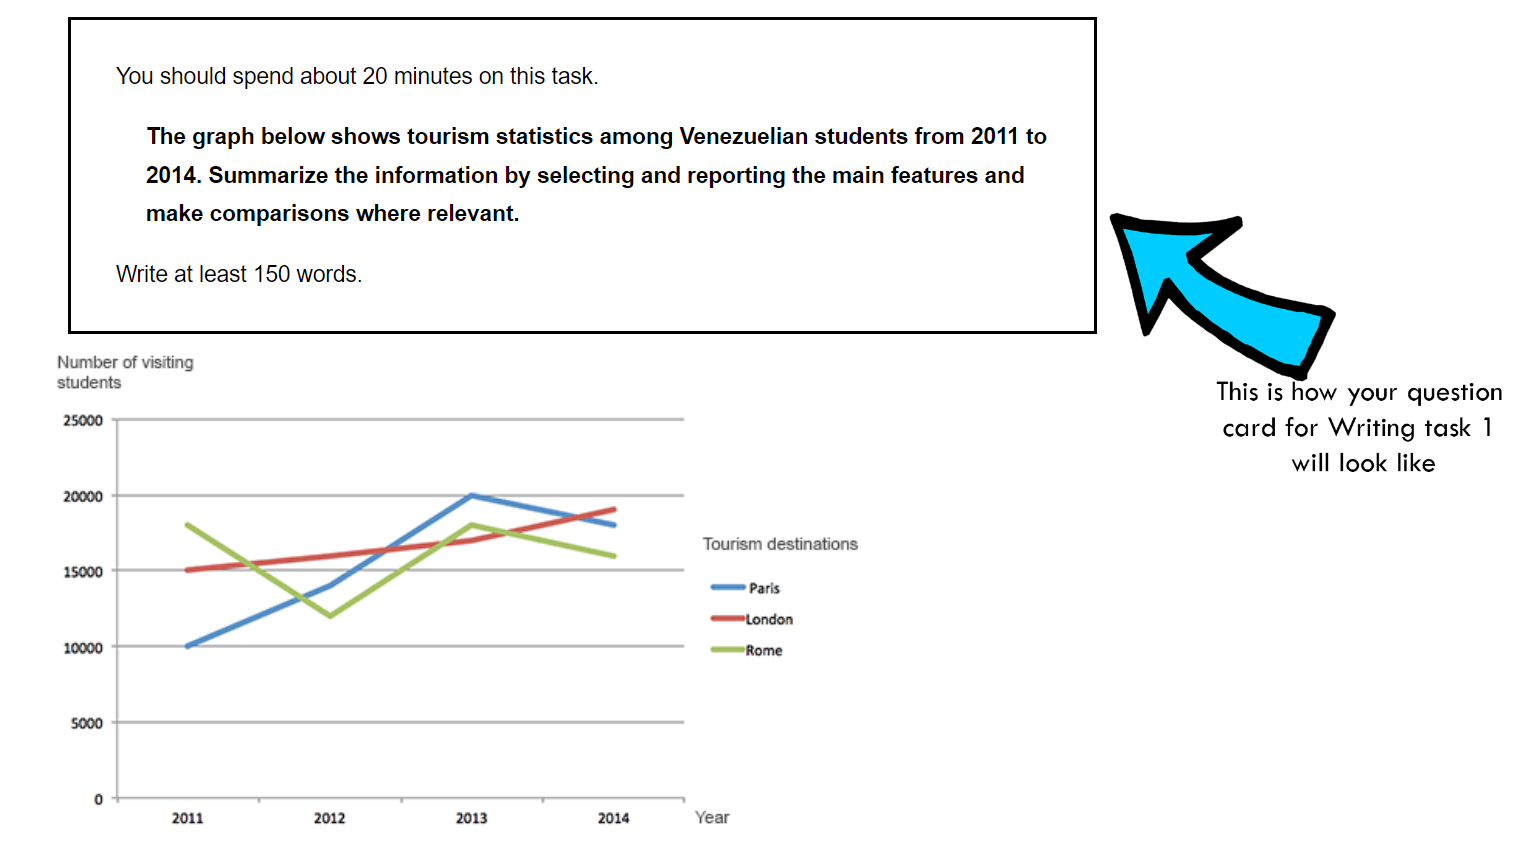 You should spend about 20 minutes on this task.
The graph below shows tourism statistics among Venezuelian students from 2011 to
2014. Summarize the information by selecting and reporting the main features and
make comparisons where relevant.
Write at least 150 words.
This is how your question
card for Writing task 1
will look like
Number of visiting
students
25000
20000
15000
10000
5000
0
2011
2012
2013
2014
Year
Tourism destinations
Paris
London
Rome